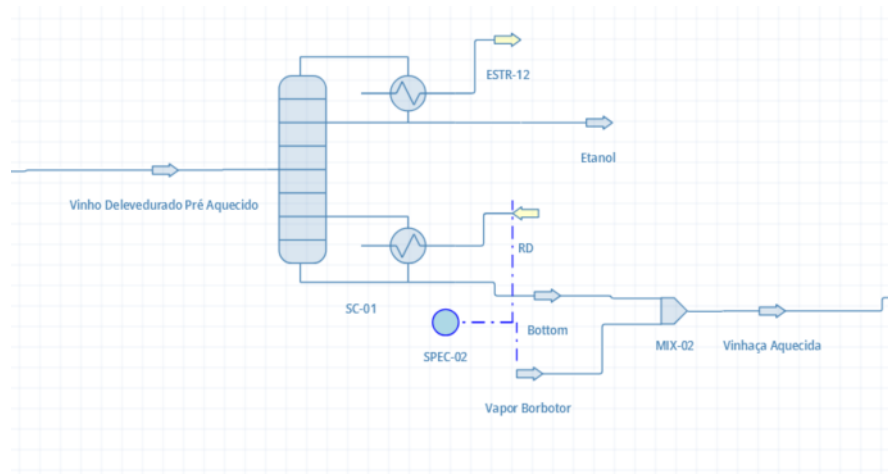 ESTR-12
Etanol
Vinho Delevedurado Pré Aquecido
RD
SC-01
Bottom
SPEC-02
MIX-02
Vinhaça Aquecida
Vapor Borbotor